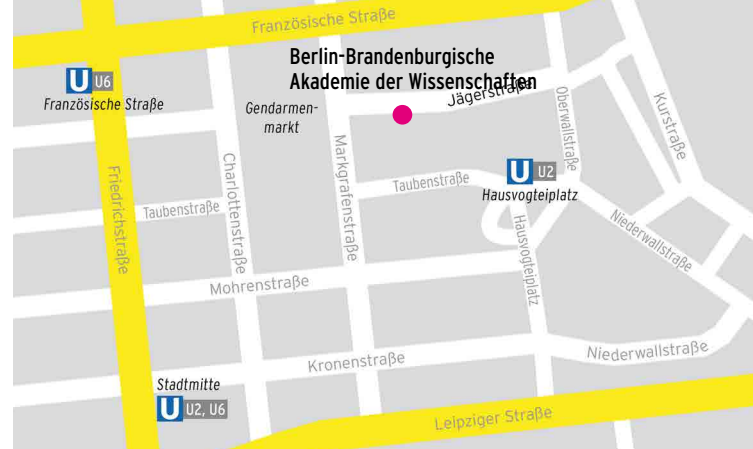 Französische Straße
Berlin-Brandenburgische
Akademie der Wissenschaften
U U6
Französische Straße
Gendarmen-
markt
Jägerstraße
Oberwallstraße
Kurstraße
Friedrichstraße
Charlottenstraße
Markgrafenstraße
Taubenstraße
Taubenstraße
U U2
Hausvogteiplatz
Hausvogteiplatz
Niederwallstraße
Mohrenstraße
Kronenstraße
Niederwallstraße
Stadtmitte
U U2, U6
Leipziger Straße